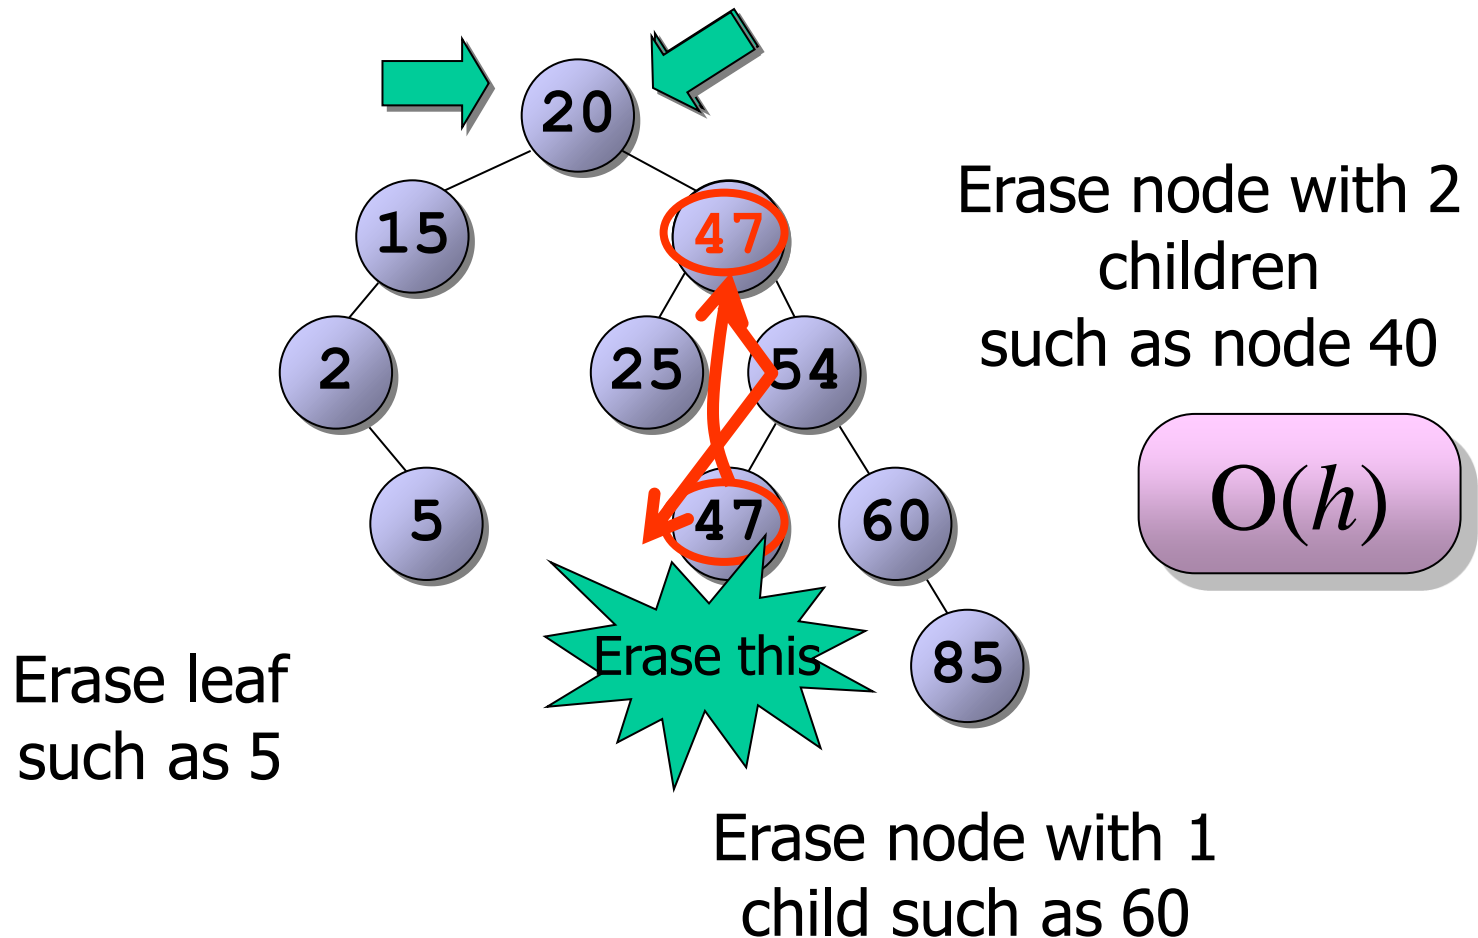 20
15
47
Erase node with 2
children
such as node 40
2
25
54
O(h)
5
47
60
Erase this
85
Erase leaf
such as 5
Erase node with 1
child such as 60